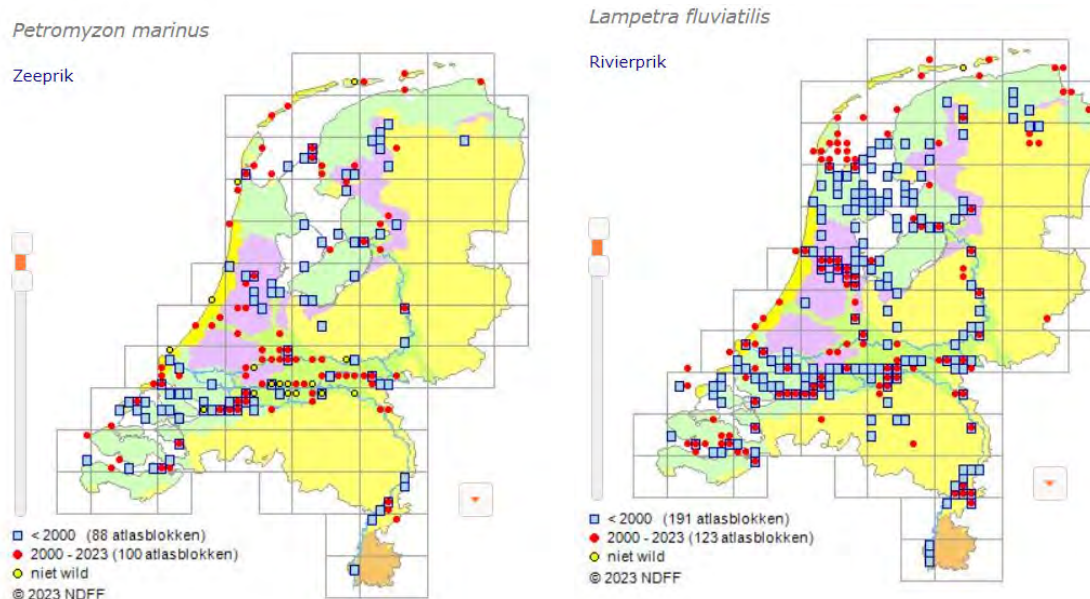 Petromyzon marinus
Zeeprik
< 2000 (88 atlasblokken)
2000 - 2023 (100 atlasblokken)
niet wild
© 2023 NDFF
Lampetra fluviatilis
Rivierprik
< 2000 (191 atlasblokken)
2000 - 2023 (123 atlasblokken)
niet wild
© 2023 NDFF